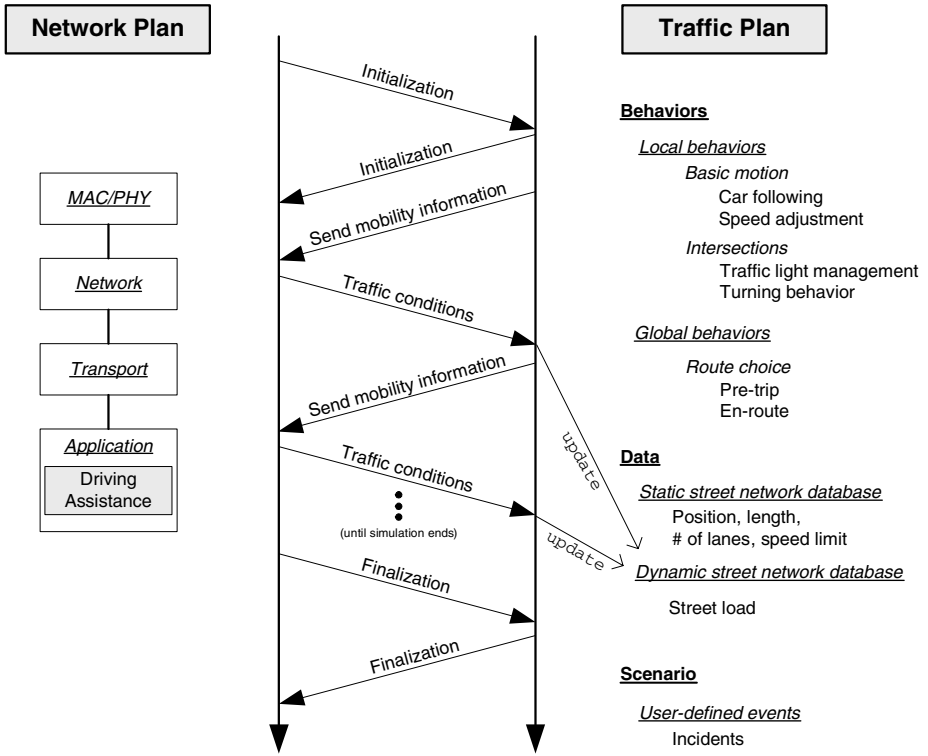 Network Plan
MAC/PHY
Network
Transport
Application
Driving
Assistance
Initialization
Initialization
Send mobility information
Traffic conditions
Send mobility information
Traffic conditions
(until simulation ends)
Finalization
Finalization
update
update
Traffic Plan
Behaviors
Local behaviors
Basic motion
Car following
Speed adjustment
Intersections
Traffic light management
Turning behavior
Global behaviors
Route choice
Pre-trip
En-route
Data
Static street network database
Position, length,
# of lanes, speed limit
Dynamic street network database
Street load
Scenario
User-defined events
Incidents